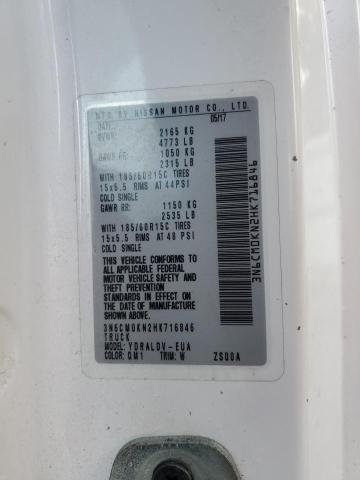 MFD BY NISSAN MOTOR CO., LTD.
DATE: 05/17
GVWR: 2165 KG
4773 LB
GAWR FR: 1050 KG
2315 LB
WITH 185/60R15C TIRES
15x5.5 RIMS AT 44PSI
COLD SINGLE
GAWR RR: 1150 KG
2535 LB
WITH 185/60R15C TIRES
15x5.5 RIMS AT 48 PSI
COLD SINGLE
THIS VEHICLE CONFORMS
TO ALL APPLICABLE FEDERAL
MOTOR VEHICLE SAFETY AND
THEFT PREVENTION
STANDARDS IN EFFECT ON THE
DATE OF MANUFACTURE
SHOWN ABOVE
3N6CM0KN2HK716846
TRUCK
MODEL: YDRALDV-EUA
COLOR: QM1 TRIM: W ZS00A
3N6CM0KN2HK716846